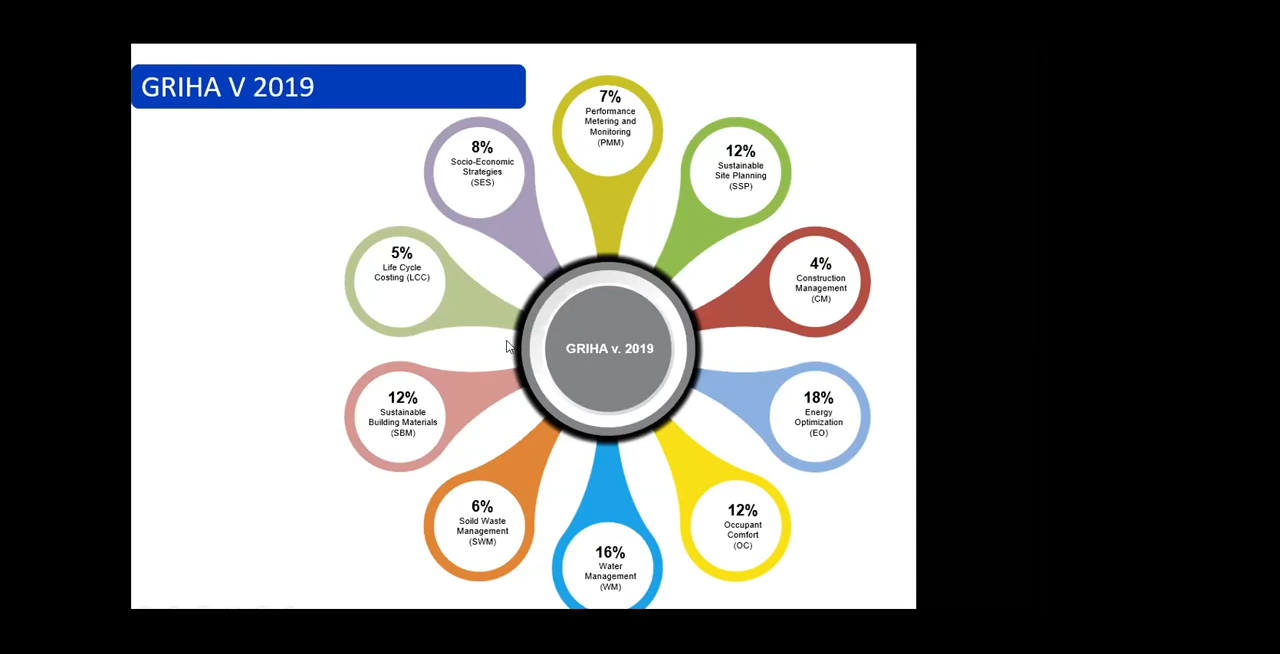 GRIHA V 2019
7%
Performance
Metering and
Monitoring
(PMM)
12%
Sustainable
Site Planning
(SSP)
4%
Construction
Management
(CM)
18%
Energy
Optimization
(EO)
12%
Occupant
Comfort
(OC)
16%
Water
Management
(WM)
6%
Soild Waste
Management
(SWM)
12%
Sustainable
Building Materials
(SBM)
5%
Life Cycle
Costing (LCC)
8%
Socio-Economic
Strategies
(SES)
GRIHA v. 2019